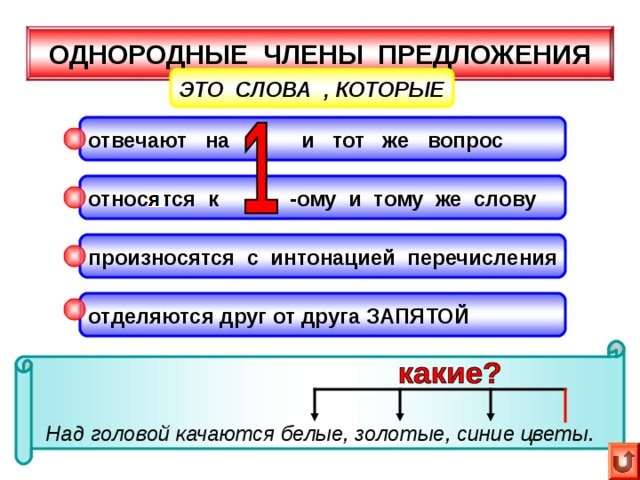 ОДНОРОДНЫЕ ЧЛЕНЫ ПРЕДЛОЖЕНИЯ
ЭТО СЛОВА , КОТОРЫЕ
отвечают на 1 и тот же вопрос
относятся к 1 -ому и тому же слову
произносятся с интонацией перечисления
отделяются друг от друга ЗАПЯТОЙ
какие?
Над головой качаются белые, золотые, синие цветы.